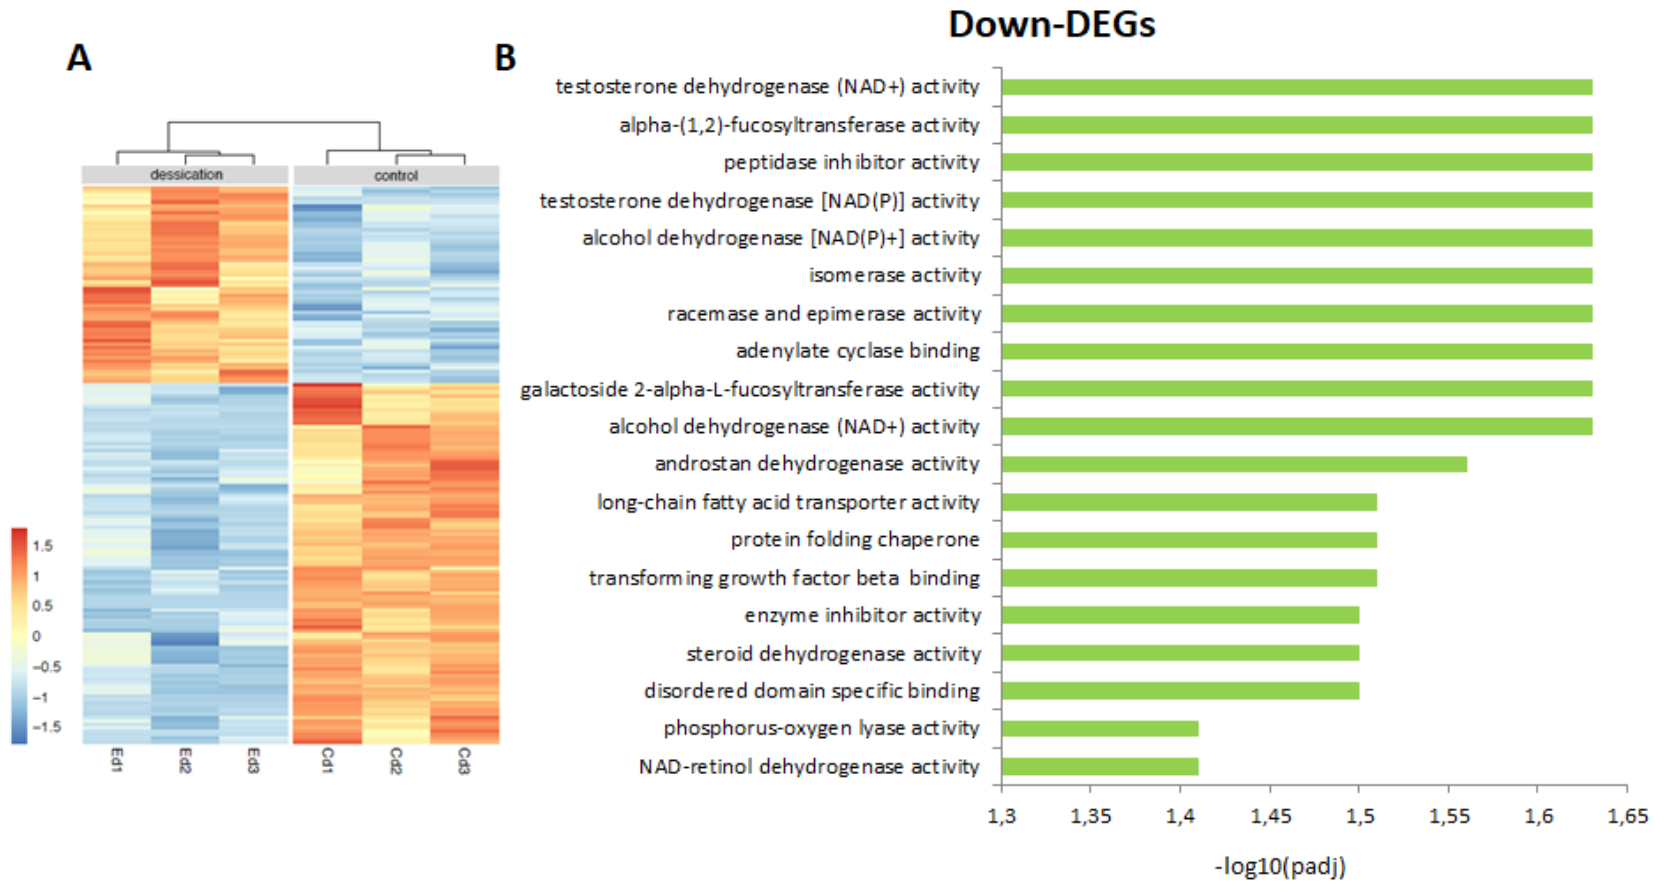 A
dessication
control
1.5
1
0.5
0
−0.5
−1
−1.5
Ed1
Ed2
Ed3
Cd1
Cd2
Cd3
B
Down-DEGs
testosterone dehydrogenase (NAD+) activity
alpha-(1,2)-fucosyltransferase activity
peptidase inhibitor activity
testosterone dehydrogenase [NAD(P)] activity
alcohol dehydrogenase [NAD(P)+] activity
isomerase activity
racemase and epimerase activity
adenylate cyclase binding
galactoside 2-alpha-L-fucosyltransferase activity
alcohol dehydrogenase (NAD+) activity
androstan dehydrogenase activity
long-chain fatty acid transporter activity
protein folding chaperone
transforming growth factor beta binding
enzyme inhibitor activity
steroid dehydrogenase activity
disordered domain specific binding
phosphorus-oxygen lyase activity
NAD-retinol dehydrogenase activity
1,3
1,35
1,4
1,45
1,5
1,55
1,6
1,65
-log10(padj)